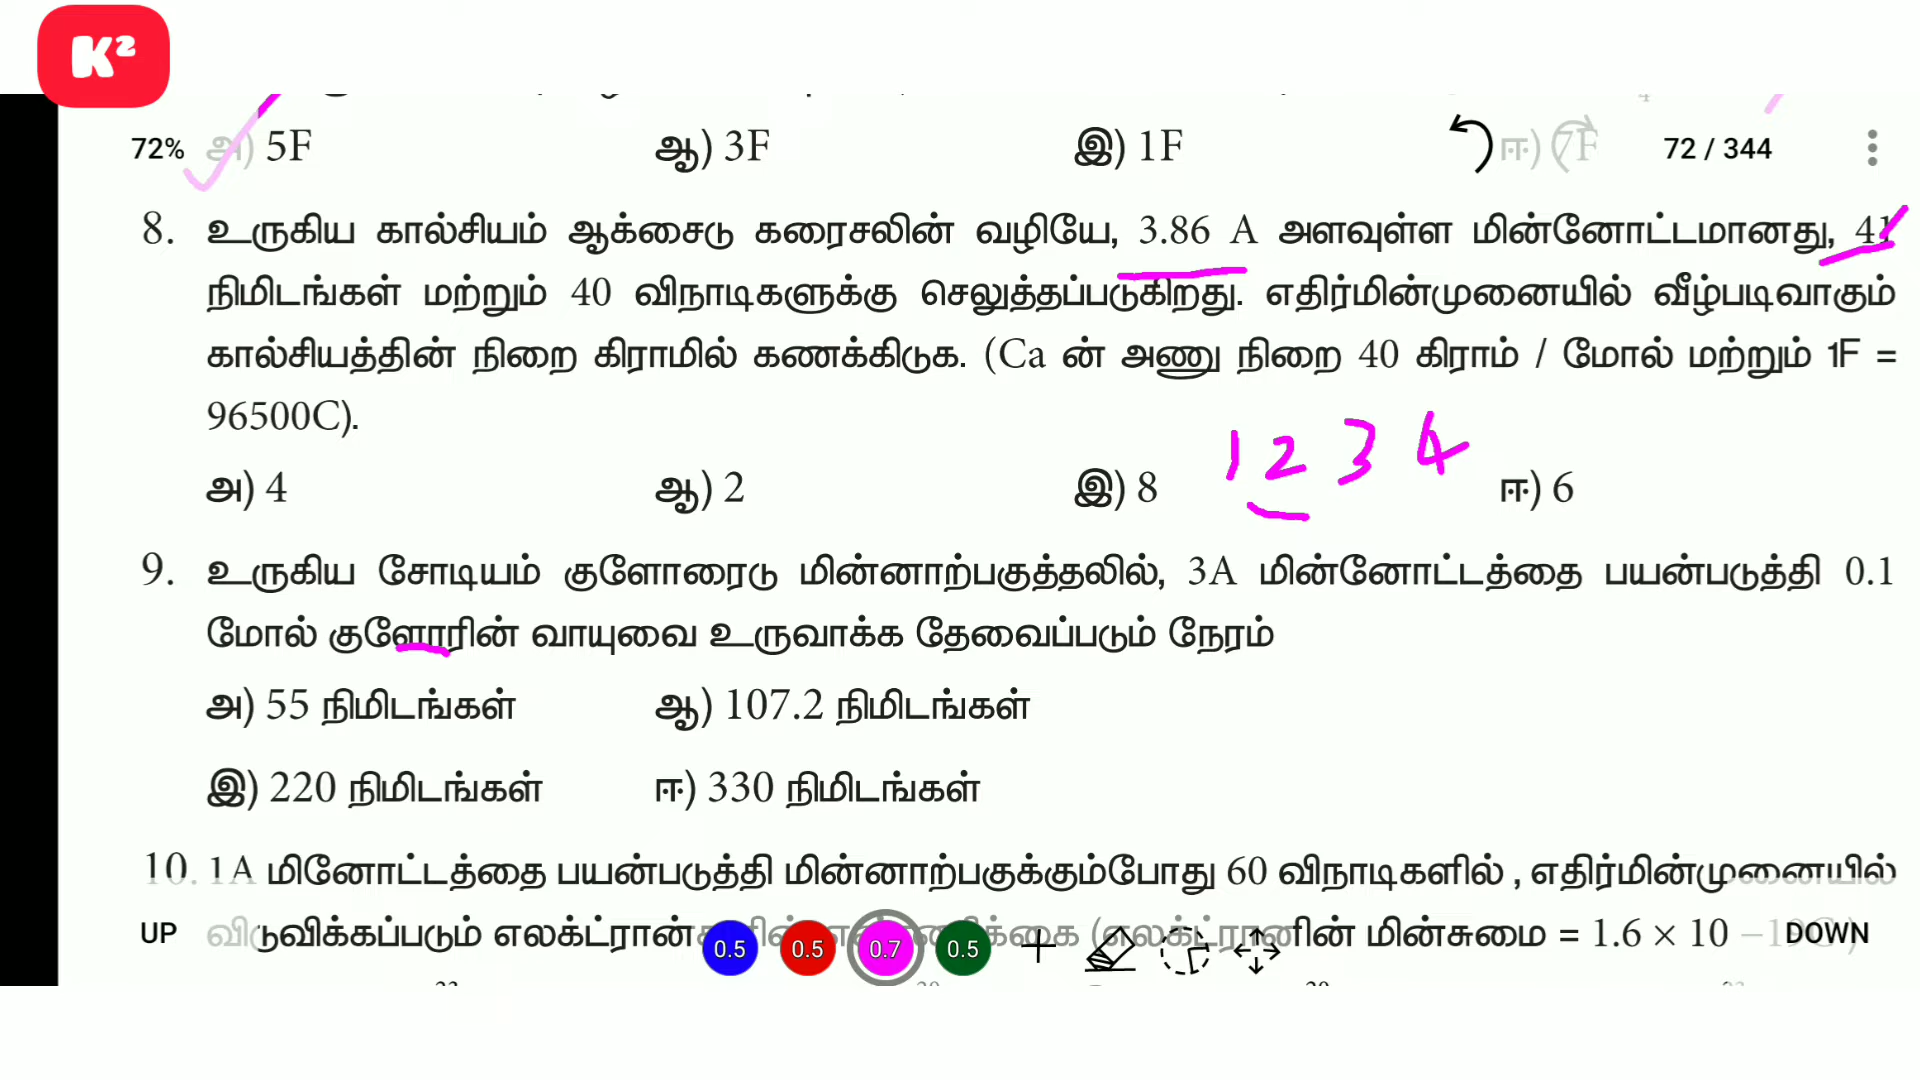 K²
72% அ) 5F ஆ) 3F இ) 1F ஈ) 7F 72 / 344
8. உருகிய கால்சியம் ஆக்சைடு கரைசலின் வழியே, 3.86 A அளவுள்ள மின்னோட்டமானது, 41
நிமிடங்கள் மற்றும் 40 விநாடிகளுக்கு செலுத்தப்படுகிறது. எதிர்மின்முனையில் வீழ்படிவாகும்
கால்சியத்தின் நிறை கிராமில் கணக்கிடுக. (Ca ன் அணு நிறை 40 கிராம் / மோல் மற்றும் 1F =
96500C).
1 2 3 4
அ) 4 ஆ) 2 இ) 8 ஈ) 6
9. உருகிய சோடியம் குளோரைடு மின்னாற்பகுத்தலில், 3A மின்னோட்டத்தை பயன்படுத்தி 0.1
மோல் குளோரின் வாயுவை உருவாக்க தேவைப்படும் நேரம்
அ) 55 நிமிடங்கள் ஆ) 107.2 நிமிடங்கள்
இ) 220 நிமிடங்கள் ஈ) 330 நிமிடங்கள்
10. 1A மினோட்டத்தை பயன்படுத்தி மின்னாற்பகுக்கும்போது 60 விநாடிகளில் , எதிர்மின்முனையில்
UP விடுவிக்கப்படும் எலக்ட்ரான்களின் எண்ணிக்கை (எலக்ட்ரானின் மின்சுமை = 1.6 × 10 –19C ) DOWN
0.5 0.5 0.7 0.5